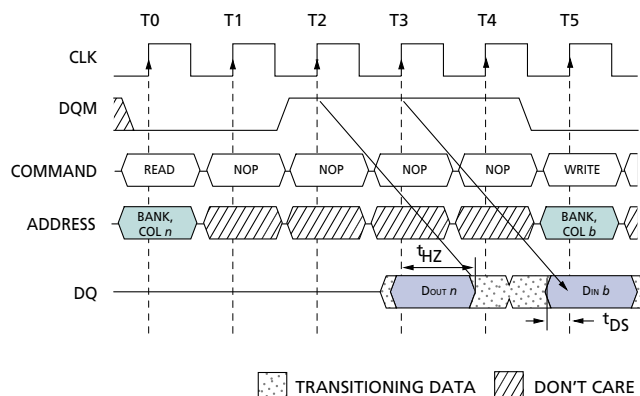 T0 T1 T2 T3 T4 T5
CLK
DQM
COMMAND READ NOP NOP NOP NOP WRITE
ADDRESS BANK, COL n BANK, COL b
tHZ
DQ DOUT n DIN b
tDS
TRANSITIONING DATA DON'T CARE